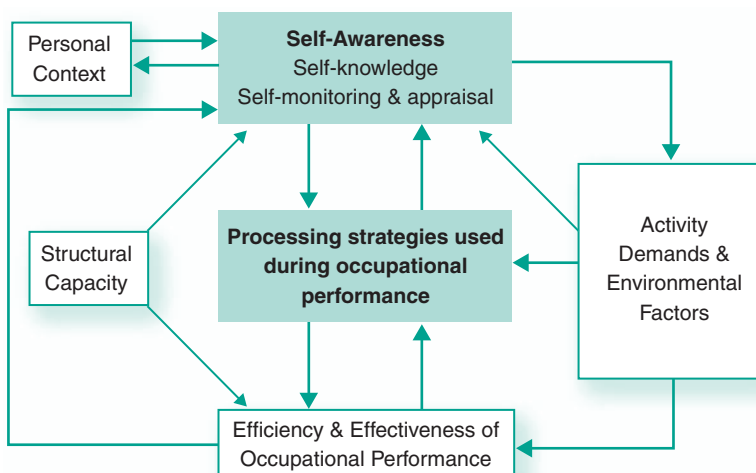 Personal
Context
Self-Awareness
Self-knowledge
Self-monitoring & appraisal
Structural
Capacity
Processing strategies used
during occupational
performance
Activity
Demands &
Environmental
Factors
Efficiency & Effectiveness of
Occupational Performance